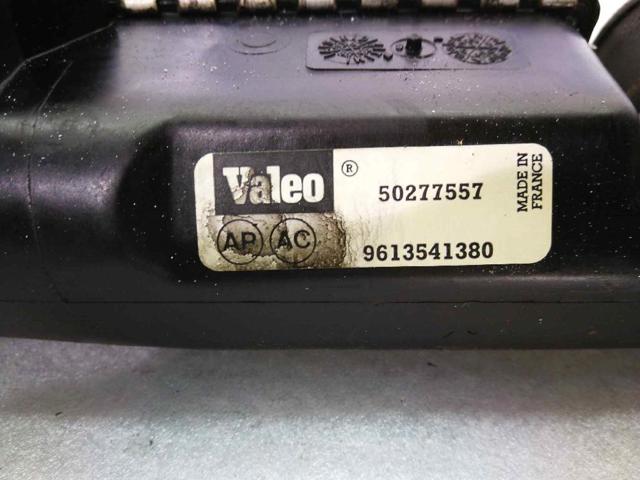 Valeo ®
50277557
MADE IN
FRANCE
AP AC
9613541380